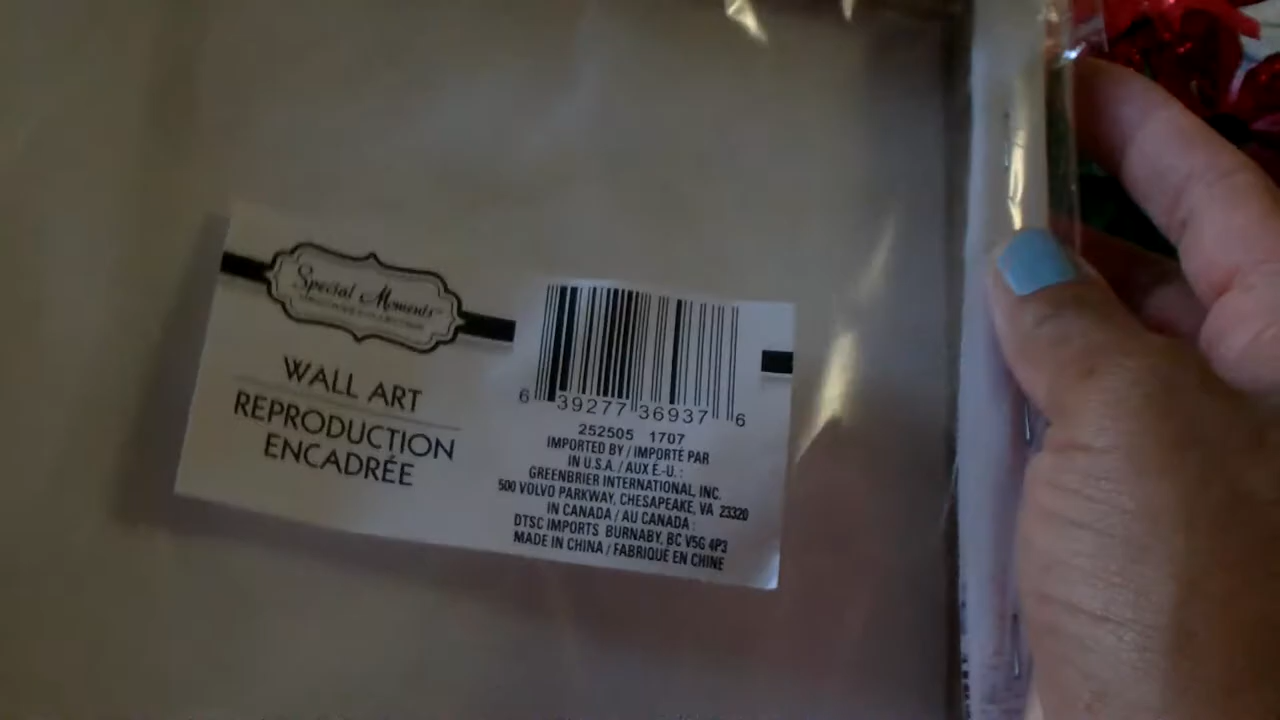 Special Moments™
WALL ART
REPRODUCTION
ENCADRÉE
6 39277 36937 6
252505 1707
IMPORTED BY / IMPORTÉ PAR
IN U.S.A. / AUX É.-U. :
GREENBRIER INTERNATIONAL, INC.
500 VOLVO PARKWAY, CHESAPEAKE, VA 23320
IN CANADA / AU CANADA :
DTSC IMPORTS BURNABY, BC V5G 4P3
MADE IN CHINA / FABRIQUÉ EN CHINE